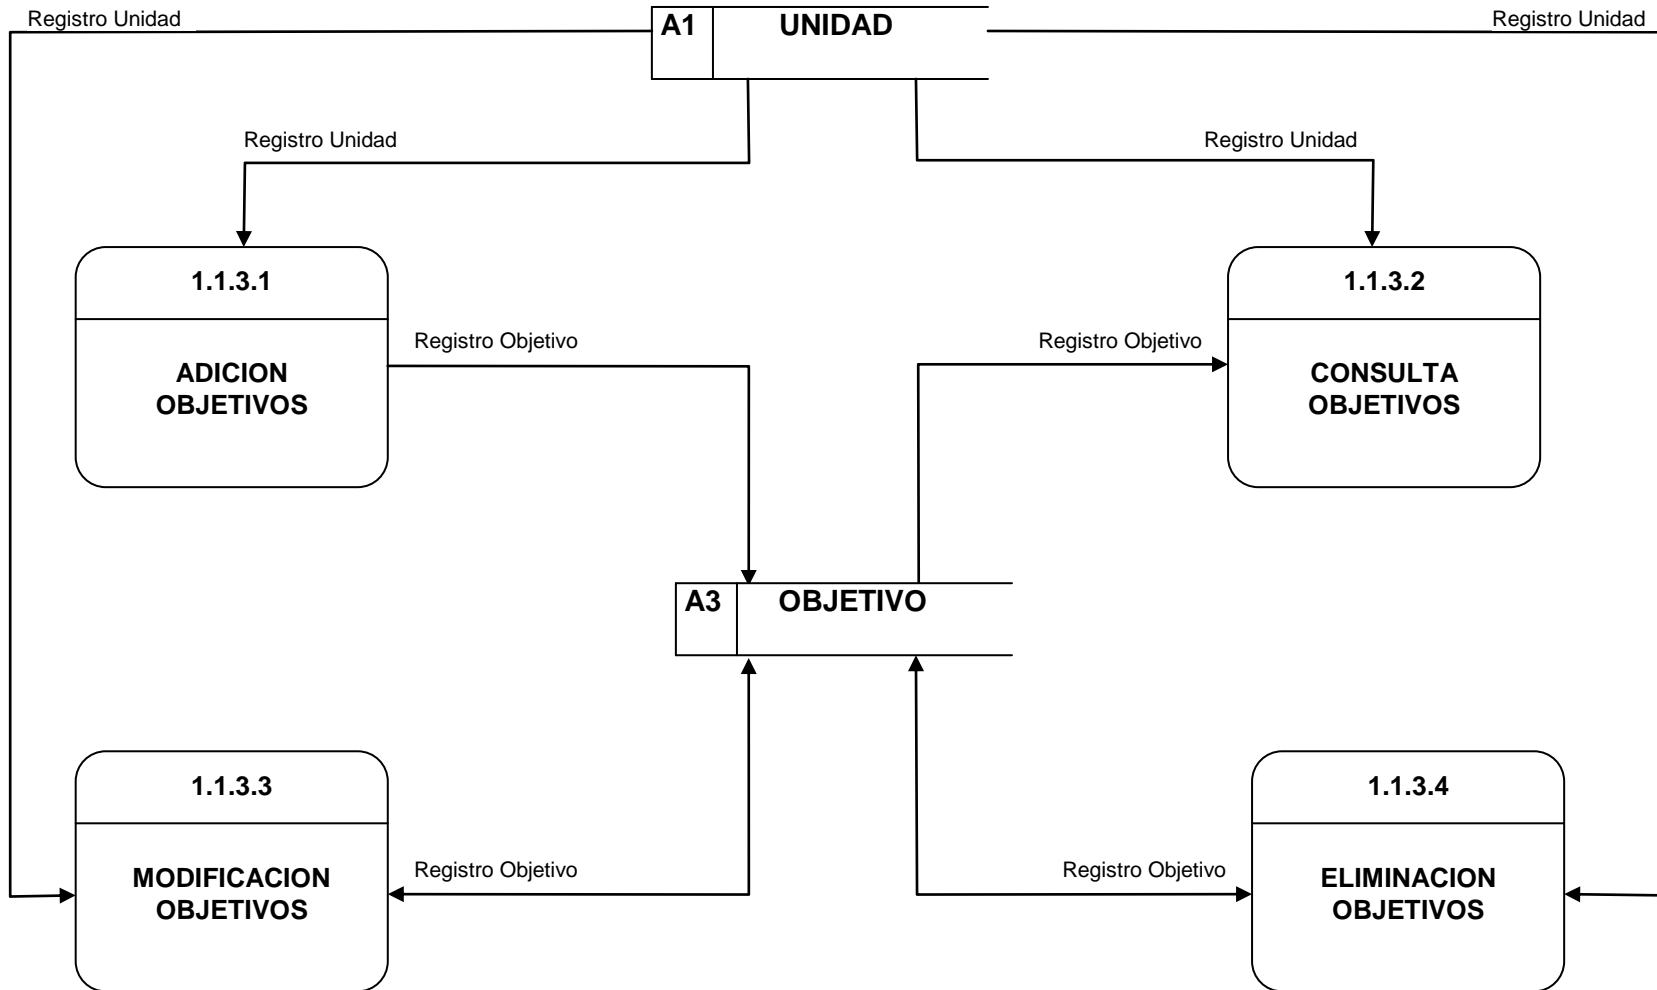 Registro Unidad
A1
UNIDAD
Registro Unidad
Registro Unidad
Registro Unidad
1.1.3.1
1.1.3.2
Registro Objetivo
Registro Objetivo
ADICION
OBJETIVOS
CONSULTA
OBJETIVOS
A3
OBJETIVO
1.1.3.3
1.1.3.4
Registro Objetivo
Registro Objetivo
MODIFICACION
OBJETIVOS
ELIMINACION
OBJETIVOS